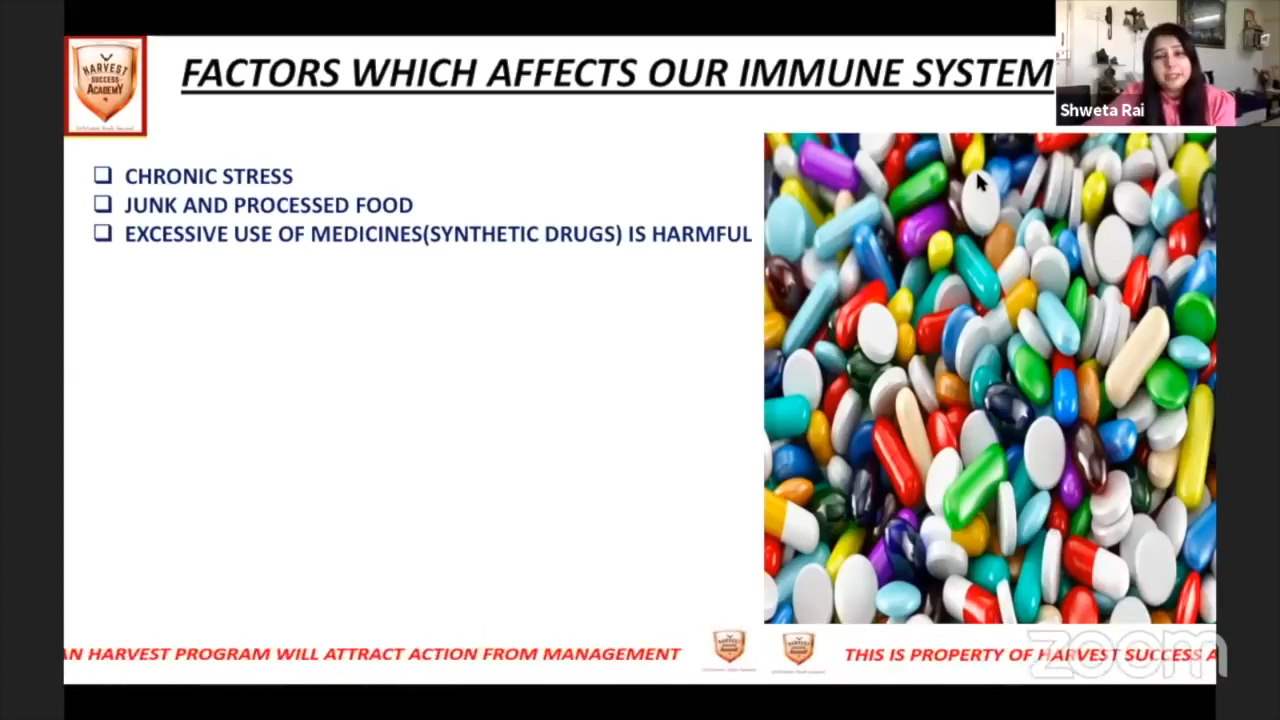 HARVEST
SUCCESS
ACADEMY
FACTORS WHICH AFFECTS OUR IMMUNE SYSTEM
Shweta Rai
❑ CHRONIC STRESS
❑ JUNK AND PROCESSED FOOD
❑ EXCESSIVE USE OF MEDICINES(SYNTHETIC DRUGS) IS HARMFUL
AN HARVEST PROGRAM WILL ATTRACT ACTION FROM MANAGEMENT
THIS IS PROPERTY OF HARVEST SUCCESS A
zoom